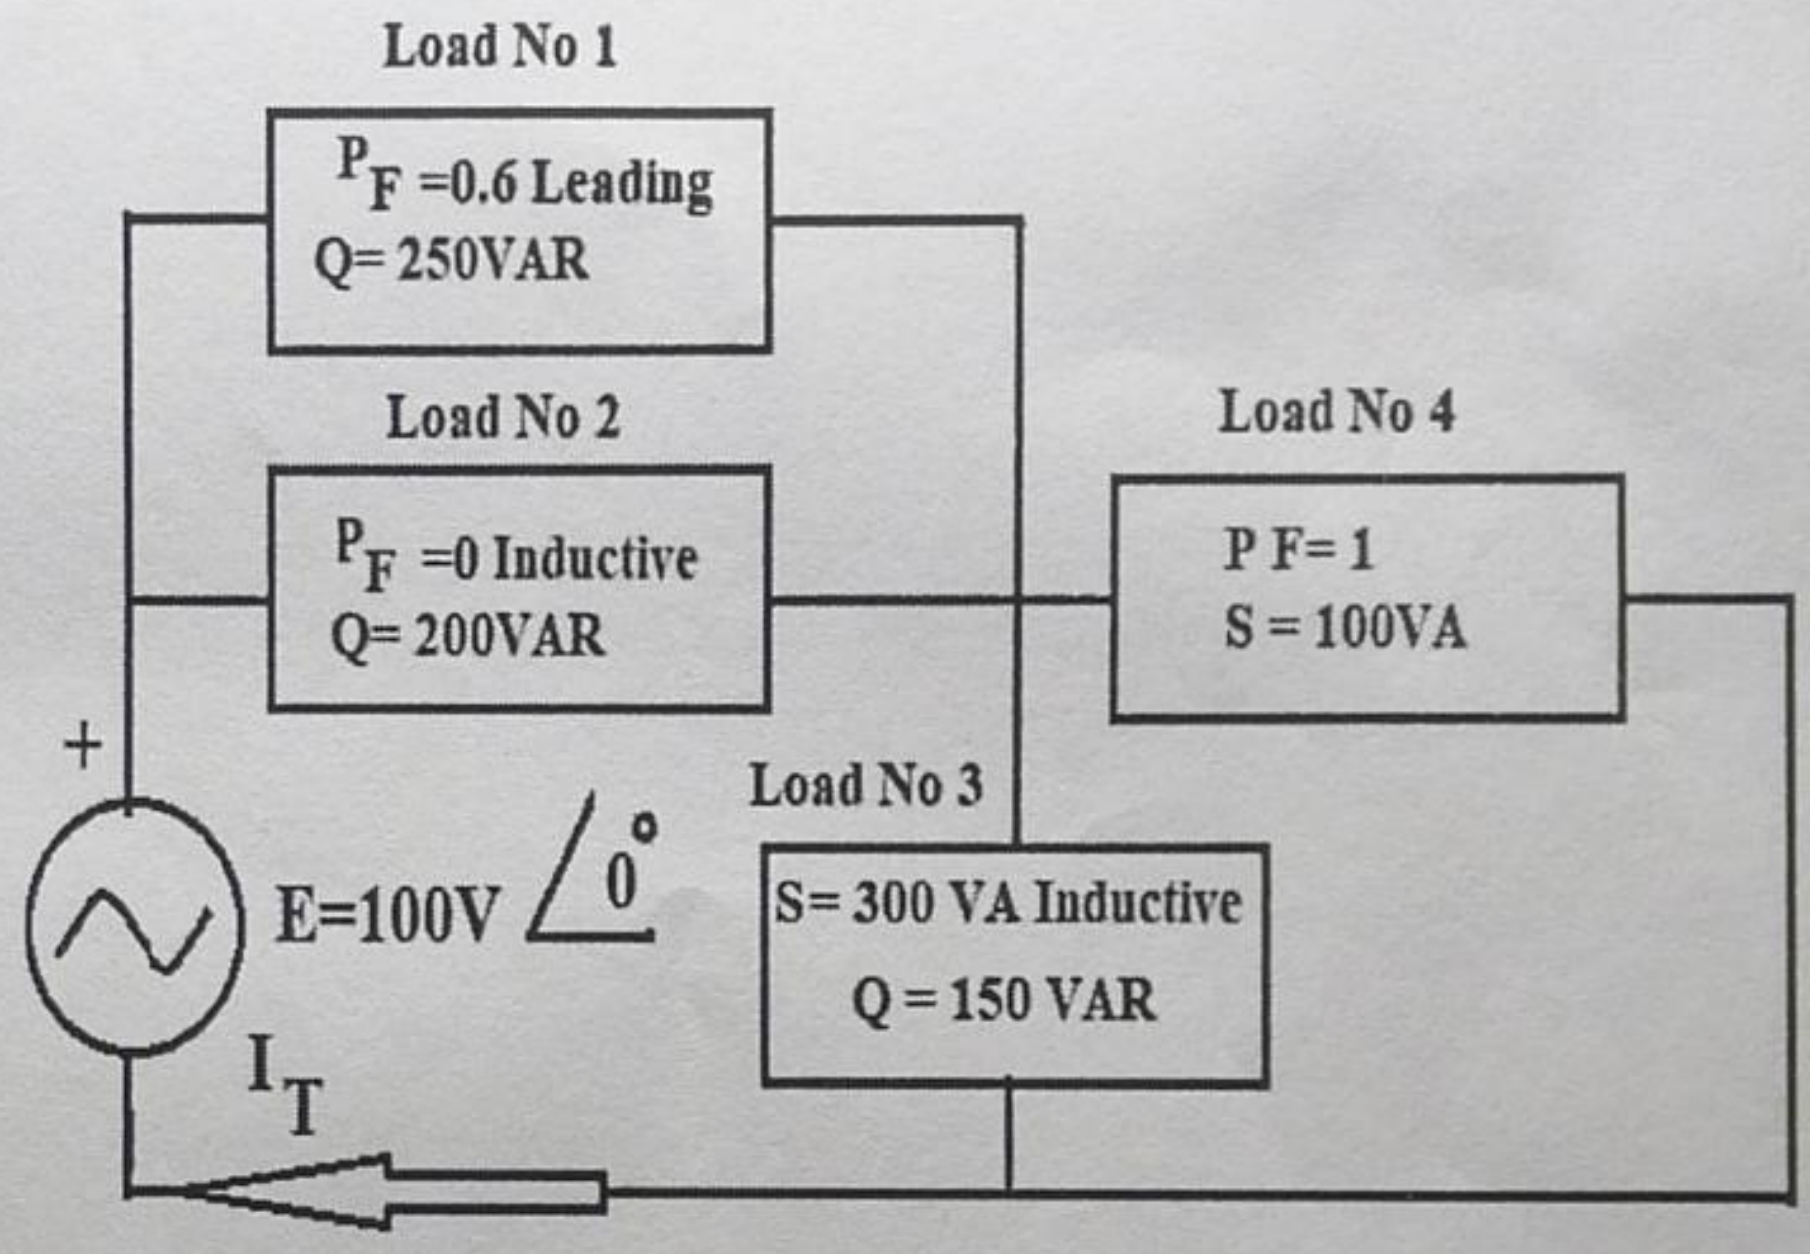 Load No 1
PF =0.6 Leading
Q= 250VAR
Load No 2
PF =0 Inductive
Q= 200VAR
Load No 4
P F= 1
S = 100VA
+
Load No 3
E=100V ∠0°
S= 300 VA Inductive
Q = 150 VAR
IT